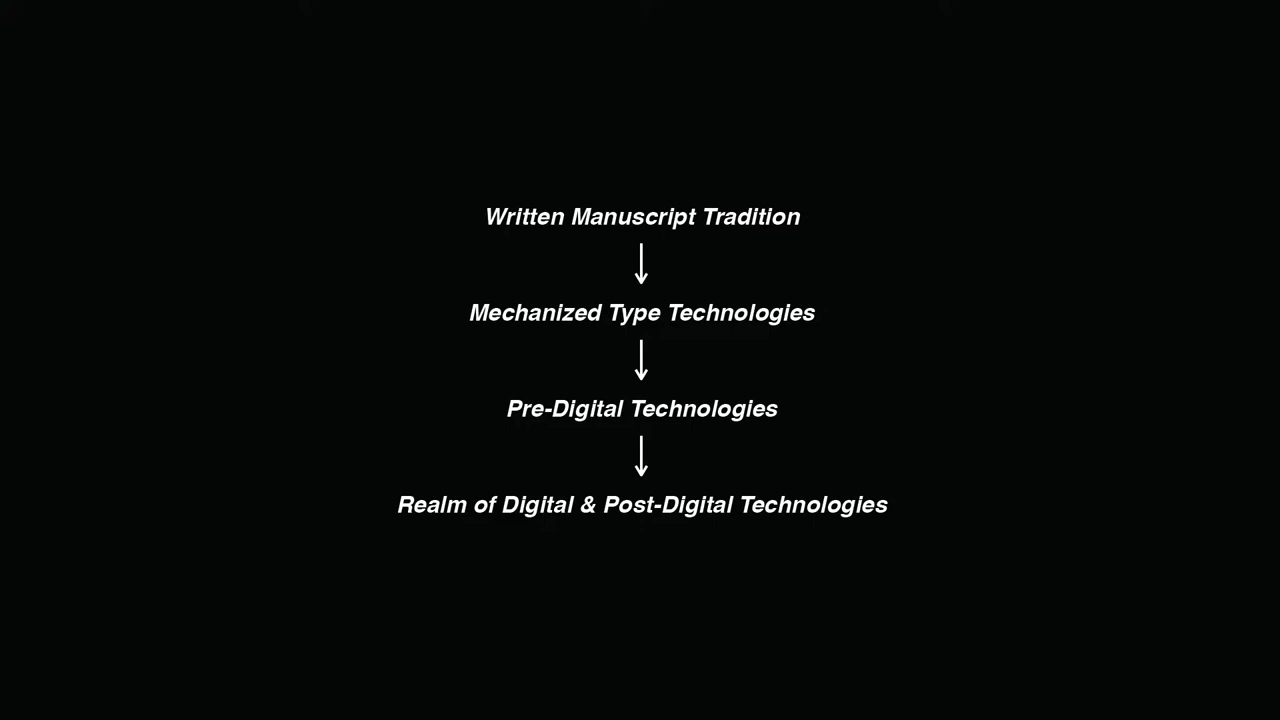 Written Manuscript Tradition
Mechanized Type Technologies
Pre-Digital Technologies
Realm of Digital & Post-Digital Technologies